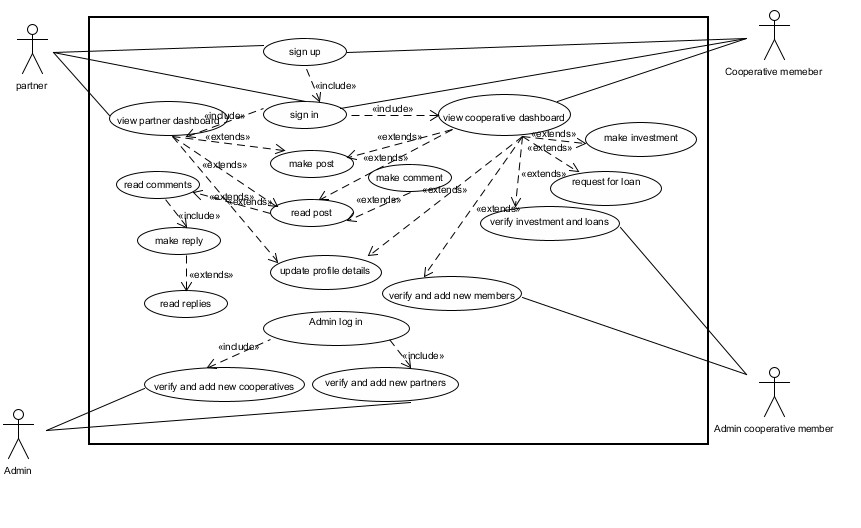 sign up
partner
Cooperative memeber
«include»
sign in
«include»
«include»
view partner dashboard
view cooperative dashboard
«extends»
«extends»
«extends»
make investment
«extends»
make post
«extends»
«extends»
make comment
«extends»
request for loan
read comments
«extends»
«extends»
«extends»
read post
«extends»
«include»
verify investment and loans
make reply
update profile details
«extends»
read replies
verify and add new members
Admin log in
«include»
«include»
verify and add new cooperatives
verify and add new partners
Admin
Admin cooperative member